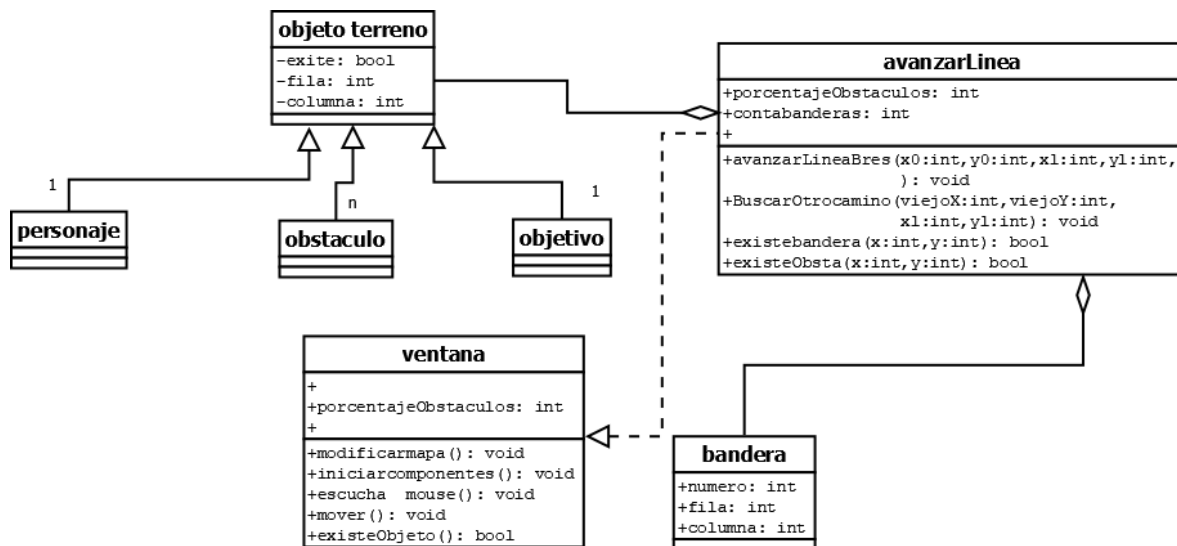 objeto terreno
-exite: bool
-fila: int
-columna: int
avanzarLinea
+porcentajeObstaculos: int
+contabanderas: int
+
+avanzarLineaBres(x0:int,y0:int,x1:int,y1:int,
): void
+BuscarOtrocamino(viejoX:int,viejoY:int,
x1:int,y1:int): void
+existebandera(x:int,y:int): bool
+existeObsta(x:int,y:int): bool
1
n
1
personaje
obstaculo
objetivo
ventana
+
+porcentajeObstaculos: int
+
+modificarmapa(): void
+iniciarcomponentes(): void
+escucha mouse(): void
+mover(): void
+existeObjeto(): bool
bandera
+numero: int
+fila: int
+columna: int